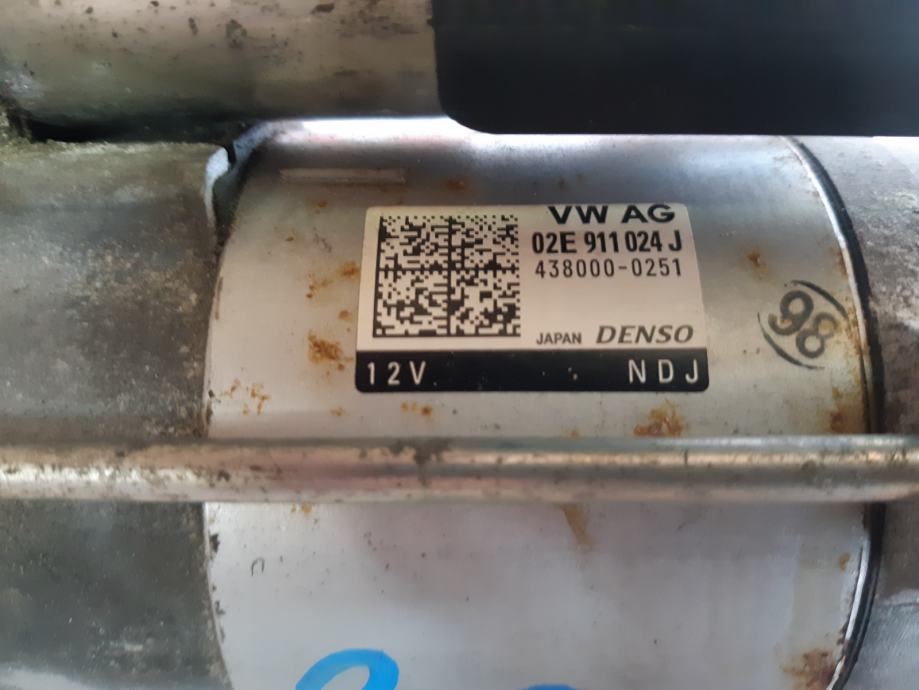 VW AG
02E 911 024 J
438000-0251
JAPAN DENSO
12V NDJ
98